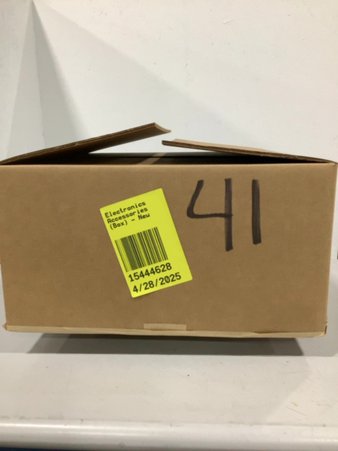 Electronics
Accessories
(Box) - New
15444628
4/28/2025
41